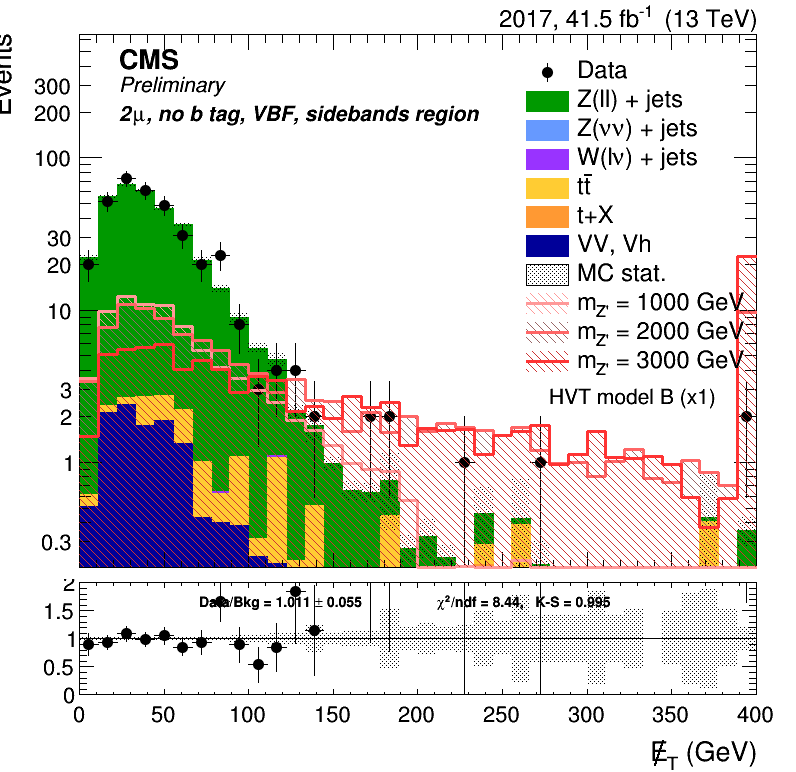 2017, 41.5 fb⁻¹ (13 TeV)
Events
CMS
Preliminary
2μ, no b tag, VBF, sidebands region
Data
Z(ll) + jets
Z(νν) + jets
W(lν) + jets
tt̄
t+X
VV, Vh
MC stat.
m_Z' = 1000 GeV
m_Z' = 2000 GeV
m_Z' = 3000 GeV
HVT model B (x1)
300
200
100
30
20
10
3
2
1
0.3
Data/Bkg = 1.011 ± 0.055
χ²/ndf = 8.44, K-S = 0.995
2
1.5
1
0.5
0
0 50 100 150 200 250 300 350 400
E̸_T (GeV)